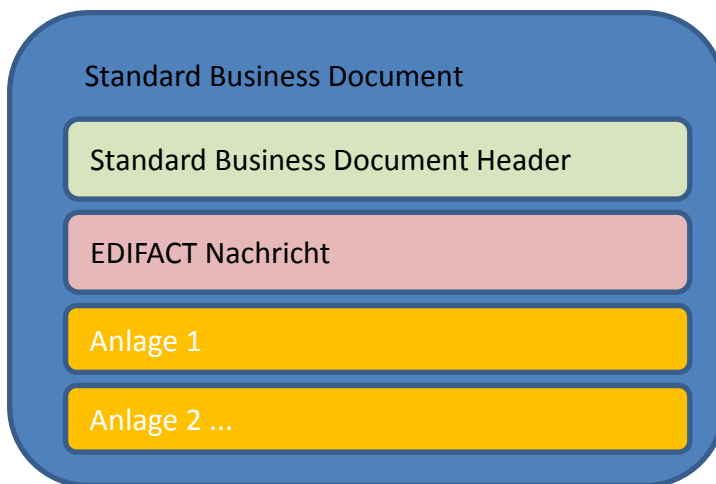 Standard Business Document
Standard Business Document Header
EDIFACT Nachricht
Anlage 1
Anlage 2 ...